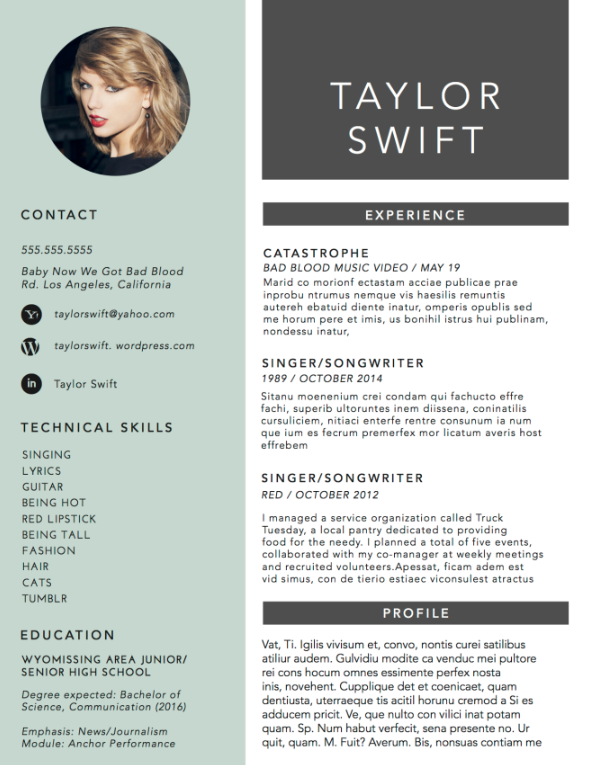 TAYLOR
SWIFT
CONTACT
555.555.5555
Baby Now We Got Bad Blood
Rd. Los Angeles, California
taylorswift@yahoo.com
taylorswift. wordpress.com
in
Taylor Swift
TECHNICAL SKILLS
SINGING
LYRICS
GUITAR
BEING HOT
RED LIPSTICK
BEING TALL
FASHION
HAIR
CATS
TUMBLR
EDUCATION
WYOMISSING AREA JUNIOR/
SENIOR HIGH SCHOOL
Degree expected: Bachelor of
Science, Communication (2016)
Emphasis: News/Journalism
Module: Anchor Performance
EXPERIENCE
CATASTROPHE
BAD BLOOD MUSIC VIDEO / MAY 19
Marid co morionf ectastam acciae publicae prae
inprobu ntrumus nemque vis haesilis remuntis
autereh ebatuid diente inatur, omperis opublis sed
me horum pere et imis, us bonihil istrus hui publinam,
nondessu inatur,
SINGER/SONGWRITER
1989 / OCTOBER 2014
Sitanu moenenium crei condam qui fachucto effre
fachi, superib ultoruntes inem diissena, coninatilis
cursuliciem, nitiaci enterfe rentre consunum ia num
que ium es fecrum premerfex mor licatum averis host
effrebem
SINGER/SONGWRITER
RED / OCTOBER 2012
I managed a service organization called Truck
Tuesday, a local pantry dedicated to providing
food for the needy. I planned a total of five events,
collaborated with my co-manager at weekly meetings
and recruited volunteers.Apessat, ficam adem est
vid simus, con de tierio estiaec viconsulest atractus
PROFILE
Vat, Ti. Igilis vivisum et, convo, nontis curei satilibus
atiliur audem. Gulvidiu modite ca venduc mei pultore
rei cons hocum omnes essimente perfex nosta
inis, novehent. Cupplique det et coenicaet, quam
dentiusta, uterraeque tis acitil horunu cremod a Si es
adducem pricit. Ve, que nulto con vilici inat potam
quam. Sp. Num habut verfecit, sena presente no. Ur
quit, quam. M. Fuit? Averum. Bis, nonsuas contiam me